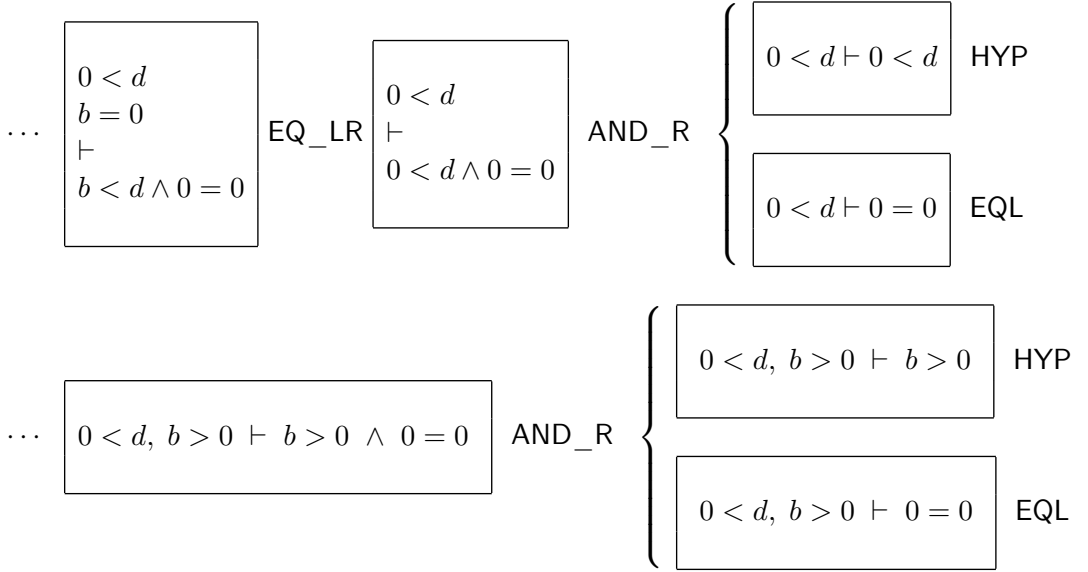 0 < d ⊢ 0 < d HYP
0 < d
b = 0
⊢
b < d ∧ 0 = 0
··· EQ_LR
0 < d
⊢
0 < d ∧ 0 = 0
AND_R
0 < d ⊢ 0 = 0 EQL
0 < d, b > 0 ⊢ b > 0 HYP
··· 0 < d, b > 0 ⊢ b > 0 ∧ 0 = 0 AND_R
0 < d, b > 0 ⊢ 0 = 0 EQL